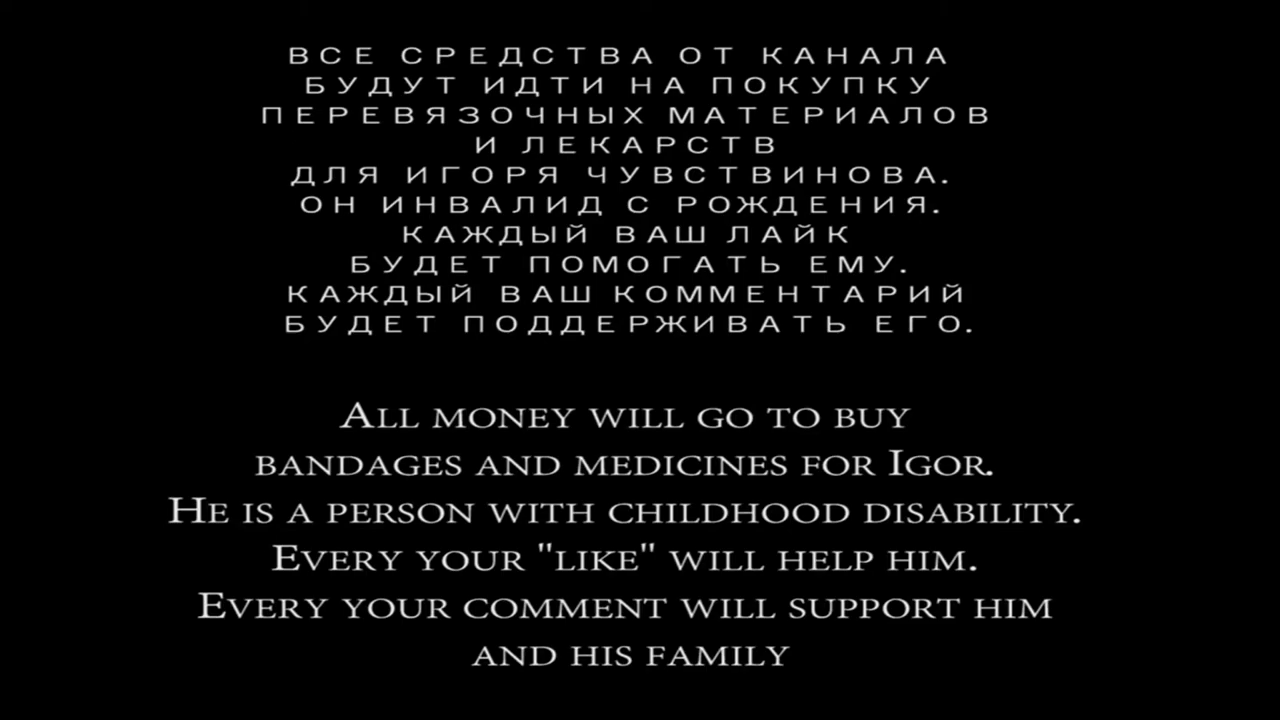 ВСЕ СРЕДСТВА ОТ КАНАЛА
БУДУТ ИДТИ НА ПОКУПКУ
ПЕРЕВЯЗОЧНЫХ МАТЕРИАЛОВ
И ЛЕКАРСТВ
ДЛЯ ИГОРЯ ЧУВСТВИНОВА.
ОН ИНВАЛИД С РОЖДЕНИЯ.
КАЖДЫЙ ВАШ ЛАЙК
БУДЕТ ПОМОГАТЬ ЕМУ.
КАЖДЫЙ ВАШ КОММЕНТАРИЙ
БУДЕТ ПОДДЕРЖИВАТЬ ЕГО.
ALL MONEY WILL GO TO BUY
BANDAGES AND MEDICINES FOR IGOR.
HE IS A PERSON WITH CHILDHOOD DISABILITY.
EVERY YOUR "LIKE" WILL HELP HIM.
EVERY YOUR COMMENT WILL SUPPORT HIM
AND HIS FAMILY